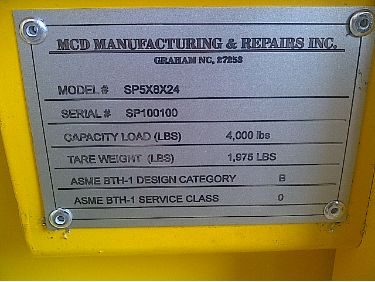 MCD MANUFACTURING & REPAIRS INC.
GRAHAM NC, 27253
MODEL # SP5X8X24
SERIAL # SP100100
CAPACITY LOAD (LBS) 4,000 lbs
TARE WEIGHT (LBS) 1,975 LBS
ASME BTH-1 DESIGN CATEGORY B
ASME BTH-1 SERVICE CLASS 0